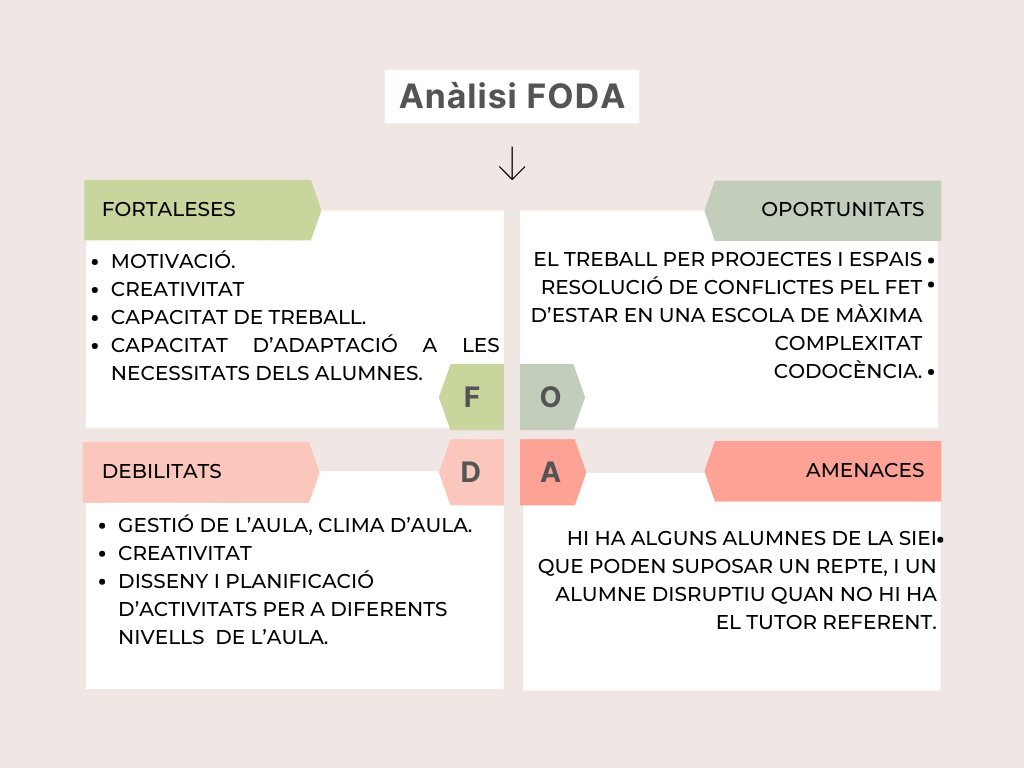 Anàlisi FODA
FORTALESES
• MOTIVACIÓ.
• CREATIVITAT
• CAPACITAT DE TREBALL.
• CAPACITAT D’ADAPTACIÓ A LES
NECESSITATS DELS ALUMNES.
F
OPORTUNITATS
EL TREBALL PER PROJECTES I ESPAIS •
RESOLUCIÓ DE CONFLICTES PEL FET •
D’ESTAR EN UNA ESCOLA DE MÀXIMA
COMPLEXITAT
CODOCÈNCIA. •
O
DEBILITATS
D
• GESTIÓ DE L’AULA, CLIMA D’AULA.
• CREATIVITAT
• DISSENY I PLANIFICACIÓ
D’ACTIVITATS PER A DIFERENTS
NIVELLS DE L’AULA.
A
AMENACES
HI HA ALGUNS ALUMNES DE LA SIEI •
QUE PODEN SUPOSAR UN REPTE, I UN
ALUMNE DISRUPTIU QUAN NO HI HA
EL TUTOR REFERENT.